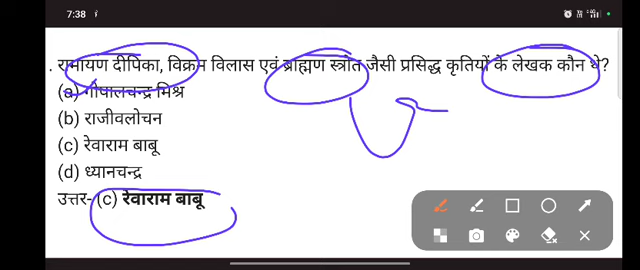 7:38
. रामायण दीपिका, विक्रम विलास एवं ब्राह्मण स्त्रोत जैसी प्रसिद्ध कृतियों के लेखक कौन थे?
(a) गोपालचन्द्र मिश्र
(b) राजीवलोचन
(c) रेवाराम बाबू
(d) ध्यानचन्द्र
उत्तर- (c) रेवाराम बाबू